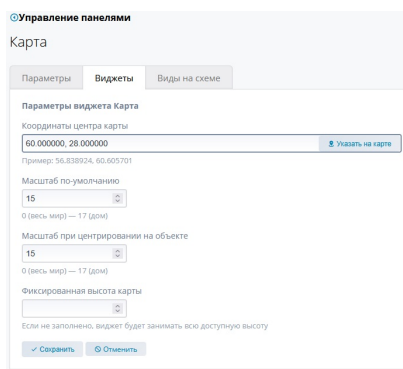 Управление панелями
Карта
Параметры Виджеты Виды на схеме
Параметры виджета Карта
Координаты центра карты
60.000000, 28.000000 Указать на карте
Пример: 56.838924, 60.605701
Масштаб по-умолчанию
15
0 (весь мир) — 17 (дом)
Масштаб при центрировании на объекте
15
0 (весь мир) — 17 (дом)
Фиксированная высота карты
Если не заполнено, виджет будет занимать всю доступную высоту
Сохранить Отменить